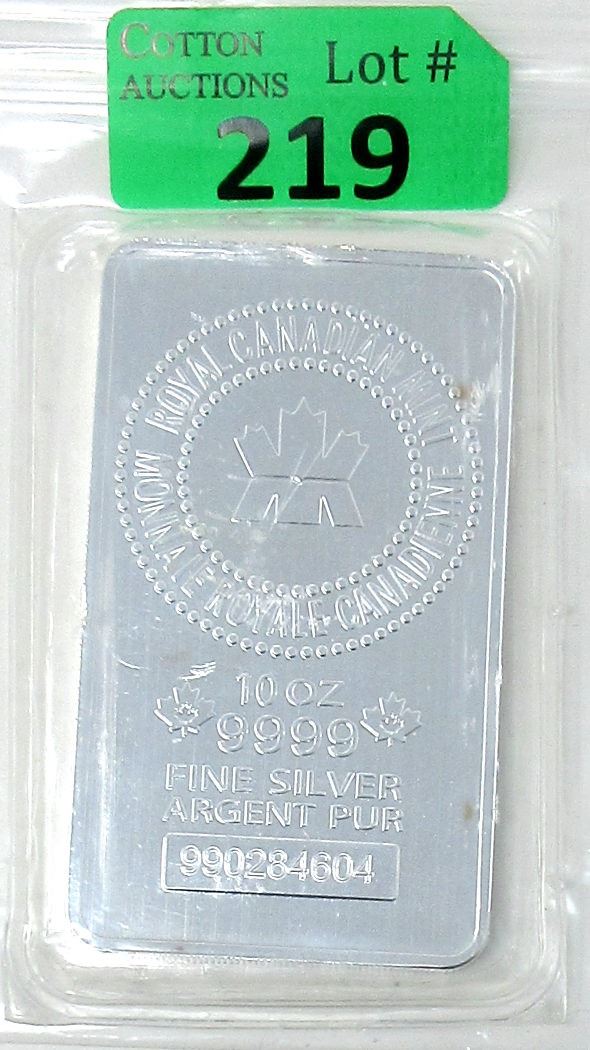 COTTON
AUCTIONS
Lot #
219
ROYAL CANADIAN MINT
MONNAIE ROYALE CANADIENNE
10 OZ
9999
FINE SILVER
ARGENT PUR
990284604